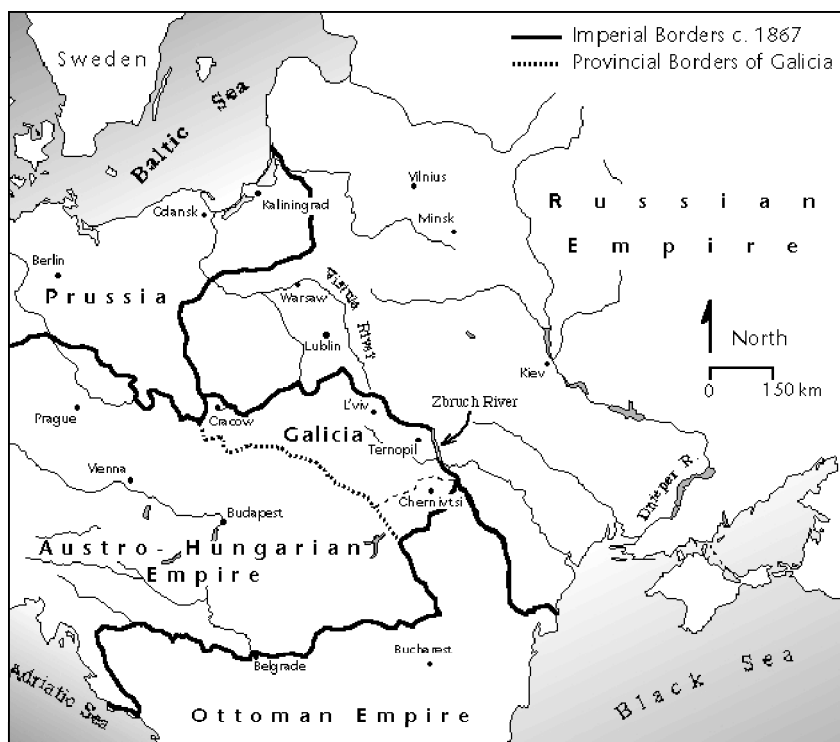 Imperial Borders c. 1867
Provincial Borders of Galicia
Sweden
Baltic Sea
Vilnius
Kaliningrad
Gdansk
Minsk
Russian
Empire
Berlin
Prussia
Warsaw
River
Lublin
North
Kiev
0 150 km
Prague
Cracow
L'viv
Zbruch River
Galicia
Ternopil
Vienna
Chernivtsi
Dnieper R.
Budapest
Austro-Hungarian
Empire
Belgrade
Bucharest
Adriatic Sea
Ottoman Empire
Black Sea